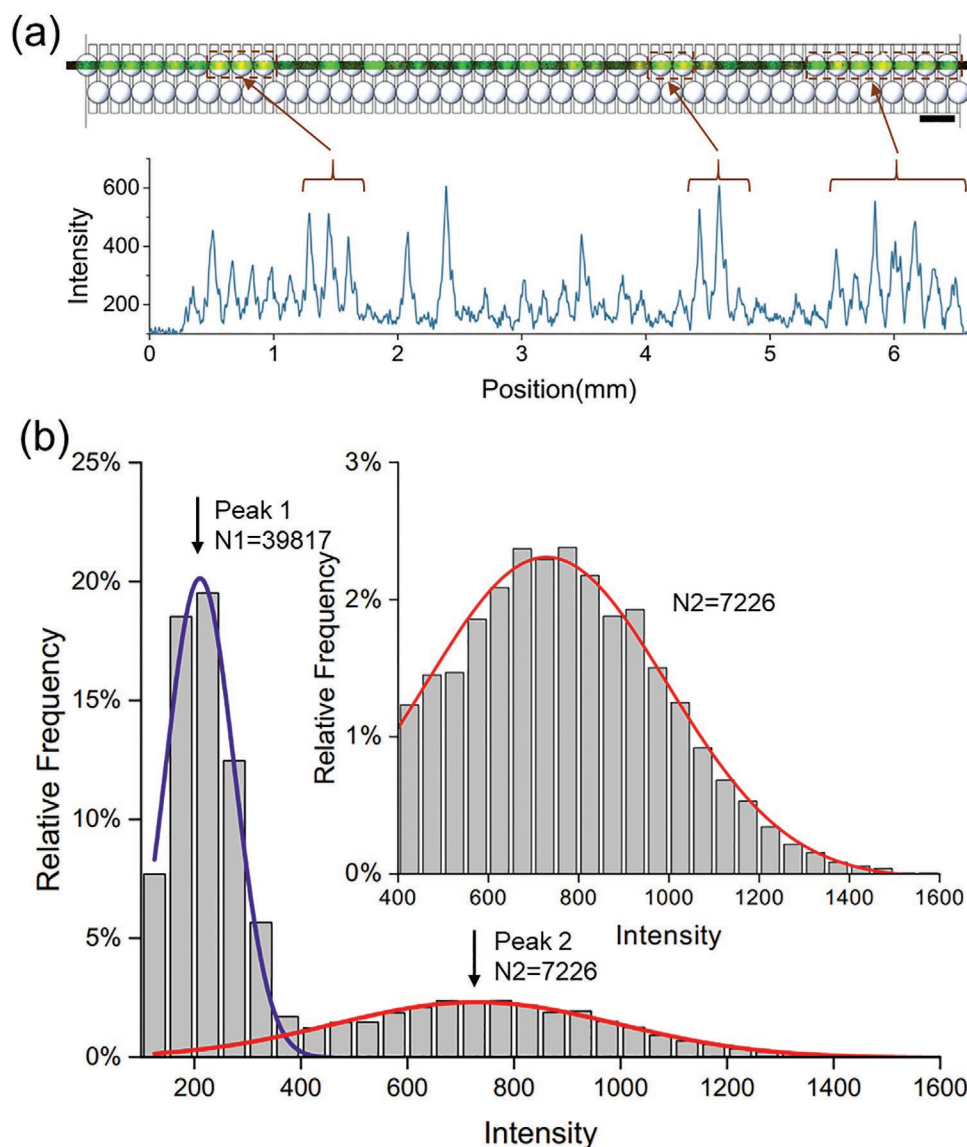 (a)
600
400
200
Intensity
0 1 2 3 4 5 6
Position(mm)
(b)
25%
20%
15%
10%
5%
0%
Relative Frequency
Peak 1
N1=39817
3%
2%
1%
0%
Relative Frequency
N2=7226
400 600 800 1000 1200 1400 1600
Intensity
Peak 2
N2=7226
200 400 600 800 1000 1200 1400 1600
Intensity